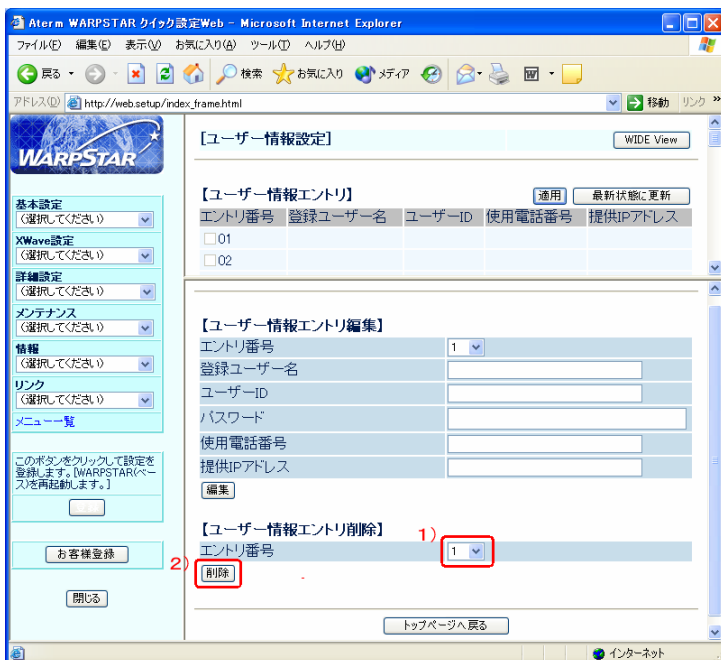 Aterm WARPSTAR クイック設定Web - Microsoft Internet Explorer
ファイル(F) 編集(E) 表示(V) お気に入り(A) ツール(T) ヘルプ(H)
戻る 検索 お気に入り メディア
アドレス(D) http://web.setup/index_frame.html 移動 リンク »
WARPSTAR
基本設定
(選択してください)
XWave設定
(選択してください)
詳細設定
(選択してください)
メンテナンス
(選択してください)
情報
(選択してください)
リンク
(選択してください)
メニュー一覧
このボタンをクリックして設定を
登録します。[WARPSTAR(ベー
ス)を再起動します。]
お客様登録
閉じる
[ユーザー情報設定] WIDE View
【ユーザー情報エントリ】 適用 最新状態に更新
エントリ番号 登録ユーザー名 ユーザーID 使用電話番号 提供IPアドレス
01
02
【ユーザー情報エントリ編集】
エントリ番号 1
登録ユーザー名
ユーザーID
パスワード
使用電話番号
提供IPアドレス
編集
【ユーザー情報エントリ削除】 1)
エントリ番号 1
2) 削除
トップページへ戻る
インターネット